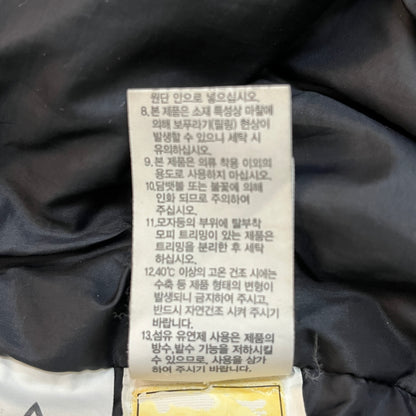 원단 안으로 넣으십시오.
8.본 제품은 소재 특성상 마찰에
의해 보푸라기(필링) 현상이
발생할 수 있으니 세탁 시
유의하십시오.
9.본 제품은 의류 착용 이외의
용도로 사용하지 마십시오.
10.담뱃불 또는 불꽃에 의해
인화 되므로 주의하여
주십시오.
11.모자등의 부위에 탈부착
모피 트리밍이 있는 제품은
트리밍을 분리한 후 세탁
하십시오.
12.40℃ 이상의 고온 건조 시에는
수축 등 제품 형태의 변형이
발생되니 금지하여 주시고,
반드시 자연건조 시켜 주시기
바랍니다.
13.섬유 유연제 사용은 제품의
방수,발수 기능을 저하시킬
수 있으므로, 사용을 삼가
하여 주시기 바랍니다.